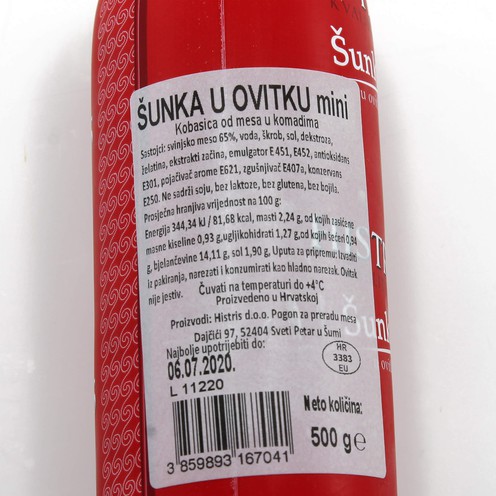 KVA
Šunk
u ov
ŠUNKA U OVITKU mini
Kobasica od mesa u komadima
Sastojci: svinjsko meso 65%, voda, škrob, sol, dekstroza,
želatina, ekstrakti začina, emulgator E451, E452, antioksidans
E301, pojačivač arome E621, zgušnjivač E407a, konzervans
E250. Ne sadrži soju, bez laktoze, bez glutena, bez bojila.
Prosječna hranjiva vrijednost na 100 g:
Energija 344,34 kJ / 81,68 kcal, masti 2,24 g, od kojih zasićene
masne kiseline 0,93 g, ugljikohidrati 1,27 g, od kojih šećeri 0,94
g, bjelančevine 14,11 g, sol 1,90 g. Uputa za pripremu: Izvaditi
iz pakiranja, narezati i konzumirati kao hladno narezak. Ovitak
nije jestiv.
Čuvati na temperaturi do +4°C
Proizvedeno u Hrvatskoj
Proizvodi: Histris d.o.o. Pogon za preradu mesa
Dajčići 97, 52404 Sveti Petar u Šumi
Najbolje upotrijebiti do:
06.07.2020.
L 11220
HR
3383
EU
Neto količina:
500 g e
3 859893 167041
Šunk